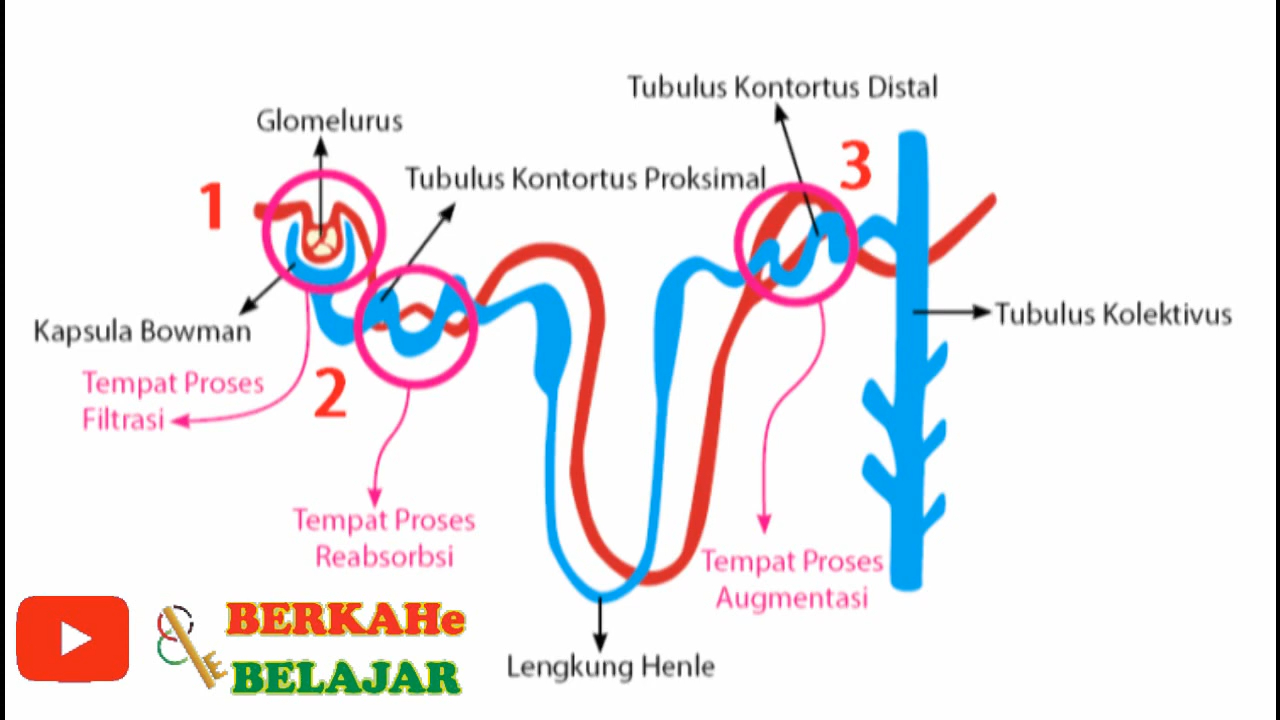 Tubulus Kontortus Distal
Glomelurus
3
Tubulus Kontortus Proksimal
1
Tubulus Kolektivus
Kapsula Bowman
Tempat Proses
Filtrasi
2
Tempat Proses
Reabsorbsi
Tempat Proses
Augmentasi
BERKAHe
BELAJAR
Lengkung Henle